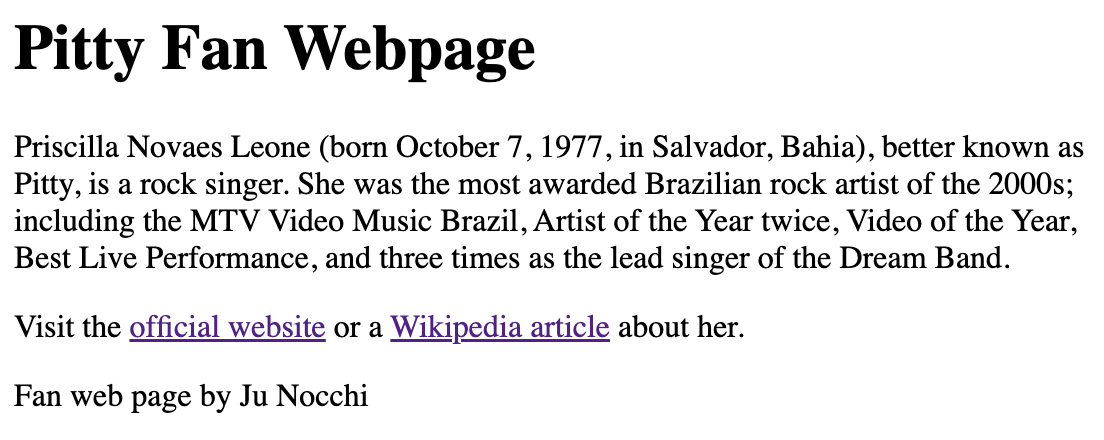 Pitty Fan Webpage
Priscilla Novaes Leone (born October 7, 1977, in Salvador, Bahia), better known as
Pitty, is a rock singer. She was the most awarded Brazilian rock artist of the 2000s;
including the MTV Video Music Brazil, Artist of the Year twice, Video of the Year,
Best Live Performance, and three times as the lead singer of the Dream Band.
Visit the official website or a Wikipedia article about her.
Fan web page by Ju Nocchi